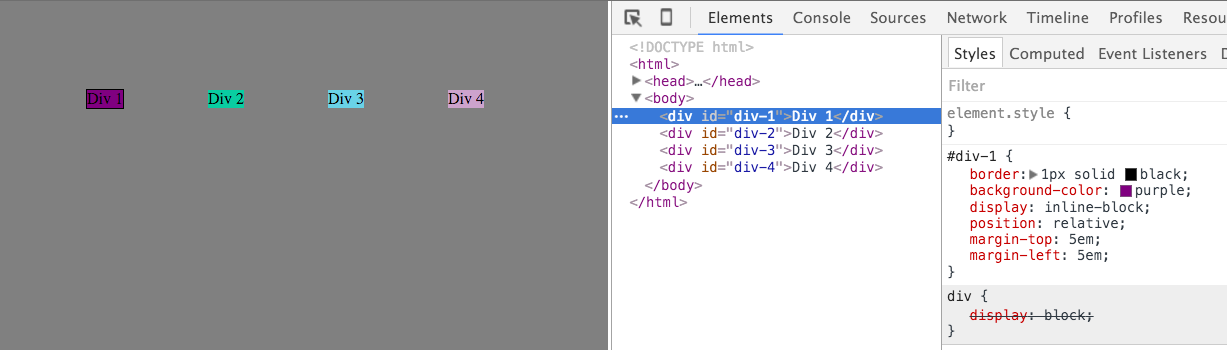 Div 1 Div 2 Div 3 Div 4
Elements Console Sources Network Timeline Profiles Resou
<!DOCTYPE html>
<html>
▶<head>…</head>
▼<body>
… <div id="div-1">Div 1</div>
<div id="div-2">Div 2</div>
<div id="div-3">Div 3</div>
<div id="div-4">Div 4</div>
</body>
</html>
Styles Computed Event Listeners
Filter
element.style {
}
#div-1 {
border:▶1px solid black;
background-color: purple;
display: inline-block;
position: relative;
margin-top: 5em;
margin-left: 5em;
}
div {
display: block;
}